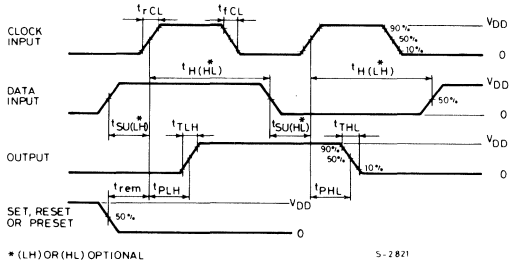 trCL tfCL
CLOCK INPUT
VDD
90%
50%
10%
0
tH(HL)* tH(LH)*
DATA INPUT
VDD
50%
0
tSU(LH)* tTLH tSU(HL)* tTHL
VDD
OUTPUT
90%
50%
10%
0
trem tPLH tPHL
VDD
SET, RESET OR PRESET
50%
0
* (LH) OR (HL) OPTIONAL
S-2821